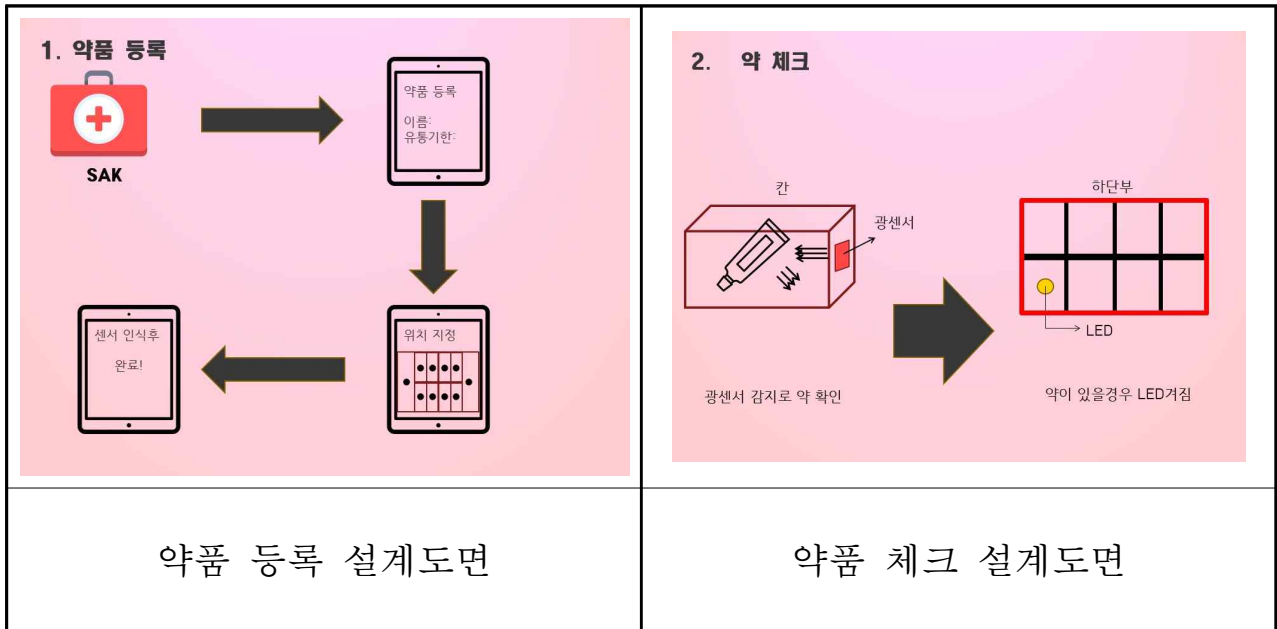 1. 약품 등록
SAK
약품 등록
이름:
유통기한:
위치 지정
센서 인식후
완료!
2. 약 체크
칸
광센서
광센서 감지로 약 확인
하단부
LED
약이 있을경우 LED겨짐
약품 등록 설계도면
약품 체크 설계도면